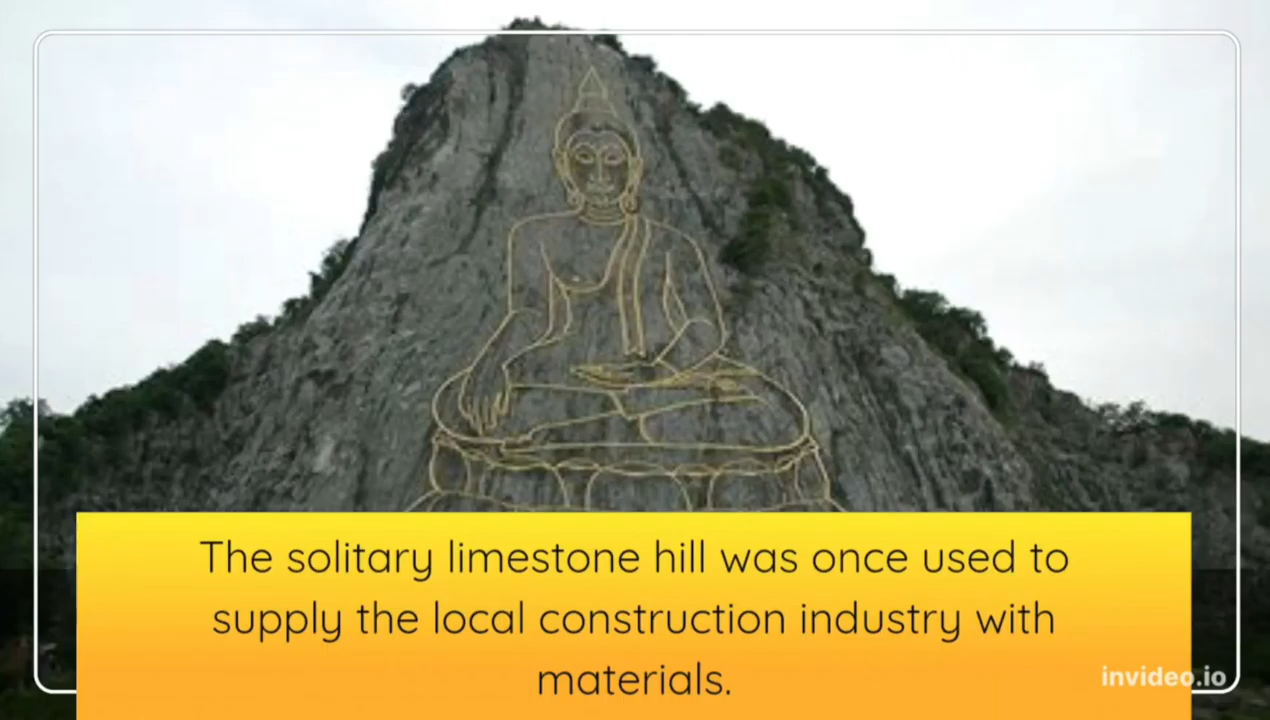 The solitary limestone hill was once used to
supply the local construction industry with
materials.
invideo.io